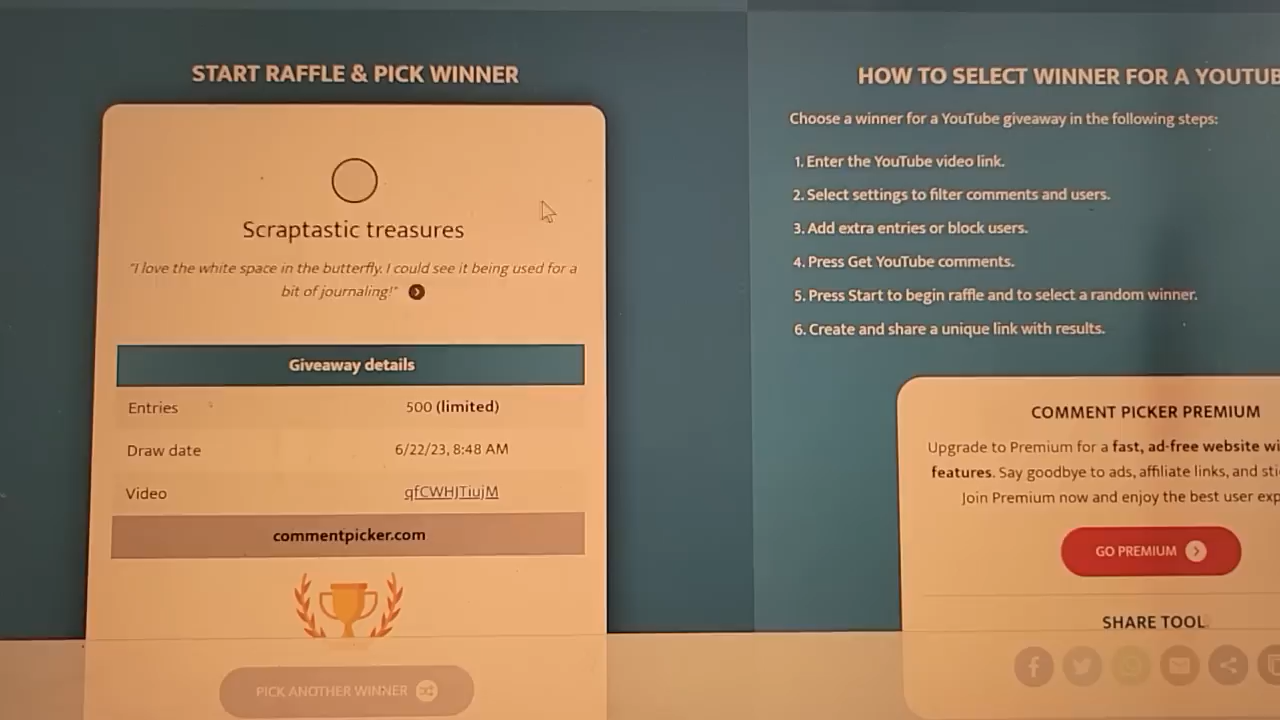 START RAFFLE & PICK WINNER
Scraptastic treasures
"I love the white space in the butterfly. I could see it being used for a
bit of journaling!"
Giveaway details
Entries 500 (limited)
Draw date 6/22/23, 8:48 AM
Video qfCWHJTiujM
commentpicker.com
PICK ANOTHER WINNER
HOW TO SELECT WINNER FOR A YOUTUB
Choose a winner for a YouTube giveaway in the following steps:
1. Enter the YouTube video link.
2. Select settings to filter comments and users.
3. Add extra entries or block users.
4. Press Get YouTube comments.
5. Press Start to begin raffle and to select a random winner.
6. Create and share a unique link with results.
COMMENT PICKER PREMIUM
Upgrade to Premium for a fast, ad-free website wi
features. Say goodbye to ads, affiliate links, and sti
Join Premium now and enjoy the best user exp
GO PREMIUM
SHARE TOOL